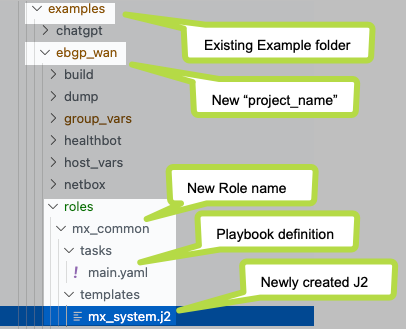 examples
chatgpt
Existing Example folder
ebgp_wan
build
New “project_name”
dump
group_vars
healthbot
host_vars
netbox
New Role name
roles
mx_common
Playbook definition
tasks
! main.yaml
Newly created J2
templates
mx_system.j2